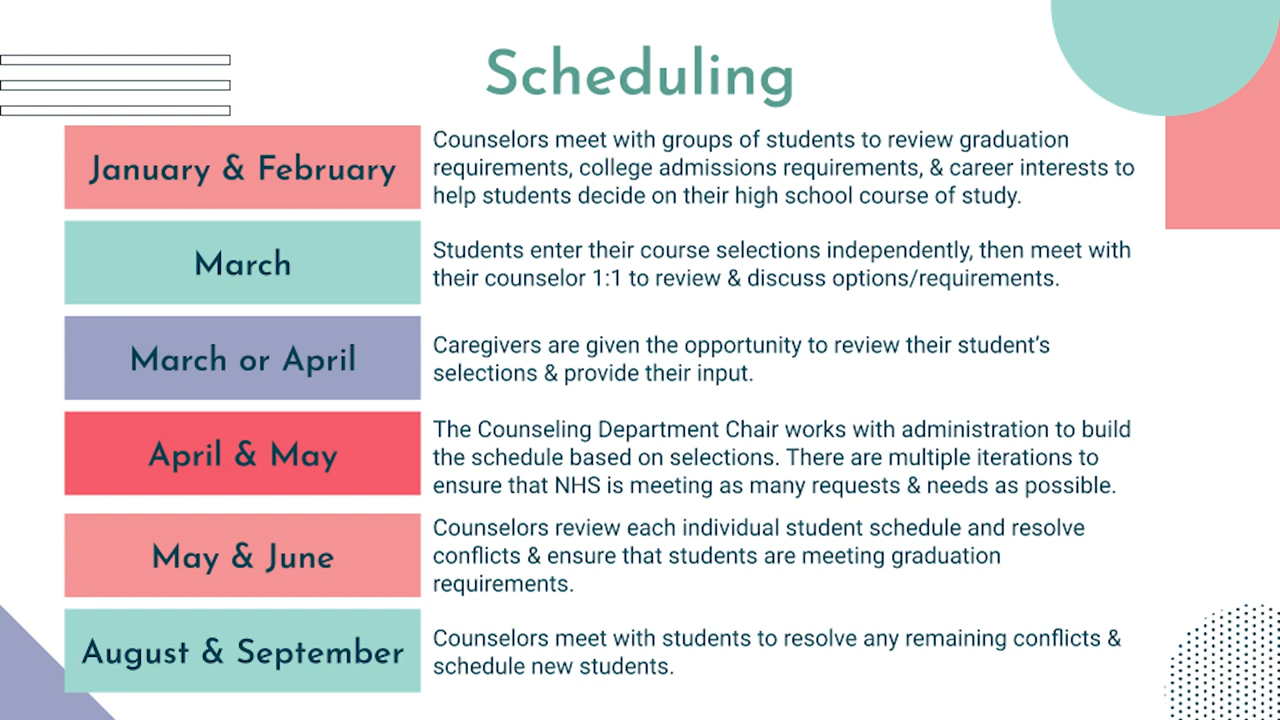 Scheduling
January & February
Counselors meet with groups of students to review graduation
requirements, college admissions requirements, & career interests to
help students decide on their high school course of study.
March
Students enter their course selections independently, then meet with
their counselor 1:1 to review & discuss options/requirements.
March or April
Caregivers are given the opportunity to review their student’s
selections & provide their input.
April & May
The Counseling Department Chair works with administration to build
the schedule based on selections. There are multiple iterations to
ensure that NHS is meeting as many requests & needs as possible.
May & June
Counselors review each individual student schedule and resolve
conflicts & ensure that students are meeting graduation
requirements.
August & September
Counselors meet with students to resolve any remaining conflicts &
schedule new students.